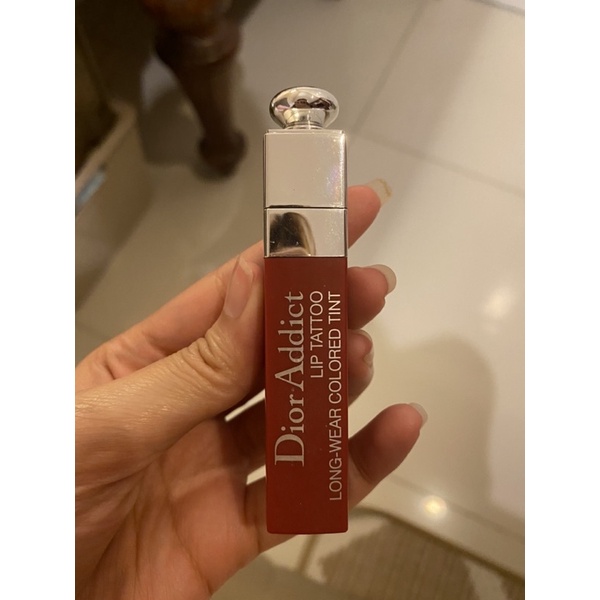 Dior Addict
LIP TATTOO
LONG-WEAR COLORED TINT